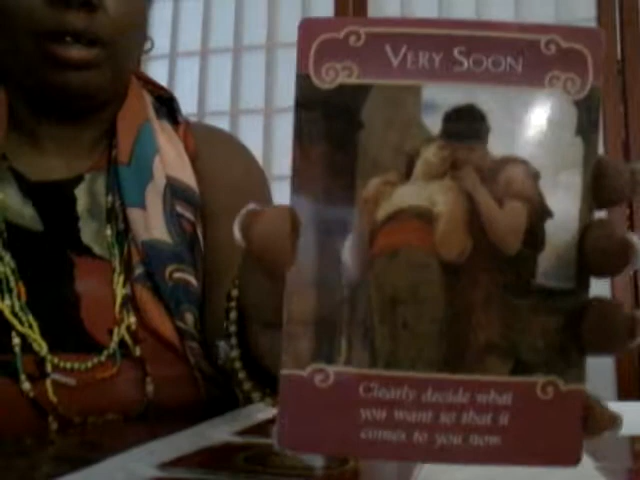 VERY SOON
Clearly decide what
you want so that it
comes to you now